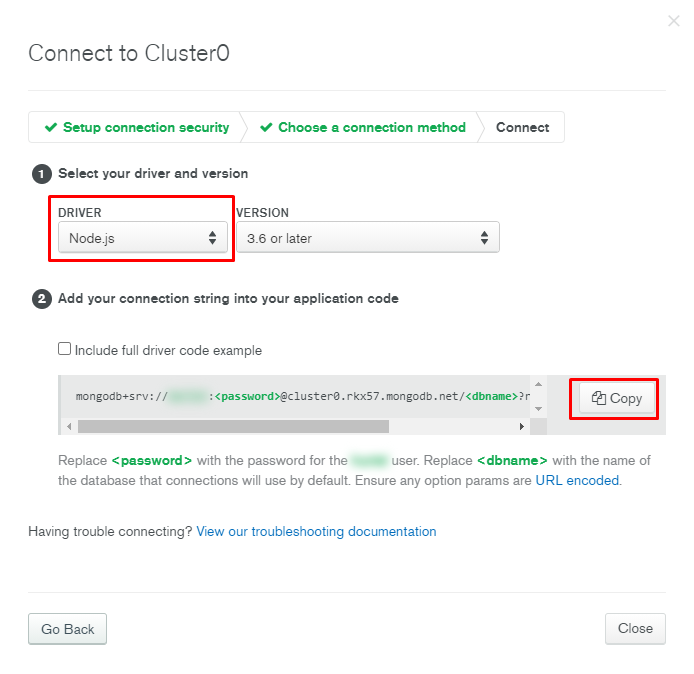 Connect to Cluster0
Setup connection security
Choose a connection method
Connect
1 Select your driver and version
DRIVER
VERSION
Node.js
3.6 or later
2 Add your connection string into your application code
Include full driver code example
mongodb+srv:// :<password>@cluster0.rkx57.mongodb.net/<dbname>?r
Copy
Replace <password> with the password for the user. Replace <dbname> with the name of
the database that connections will use by default. Ensure any option params are URL encoded.
Having trouble connecting? View our troubleshooting documentation
Go Back
Close